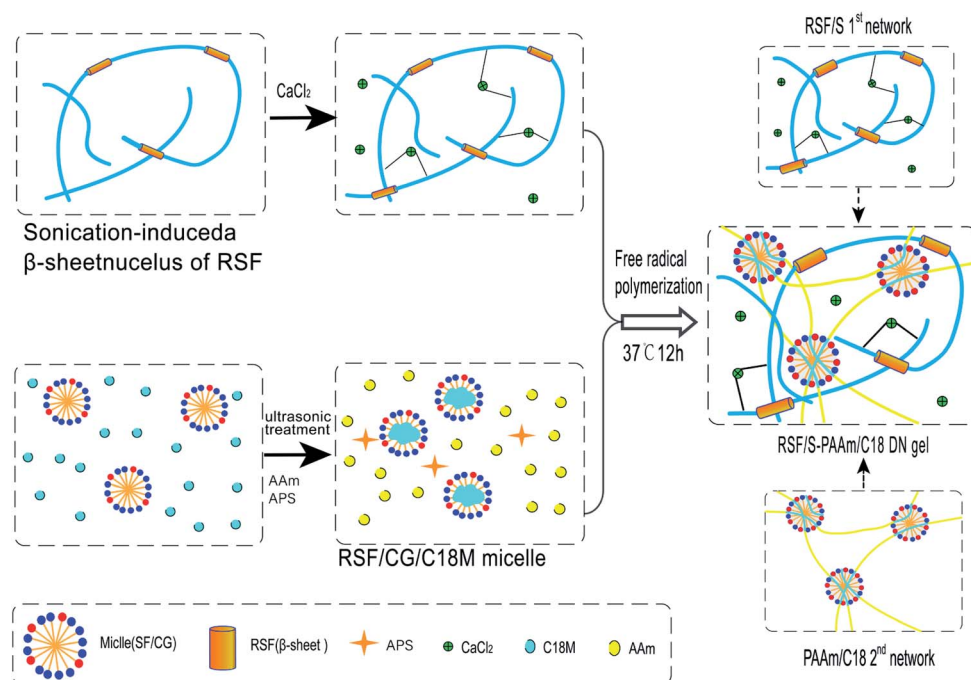 RSF/S 1st network
CaCl₂
Sonication-induceda
β-sheetnucelus of RSF
Free radical
polymerization
37℃ 12h
ultrasonic
treatment
AAm
APS
RSF/CG/C18M micelle
RSF/S-PAAm/C18 DN gel
Miclle(SF/CG)
RSF(β-sheet )
APS
CaCl₂
C18M
AAm
PAAm/C18 2nd network